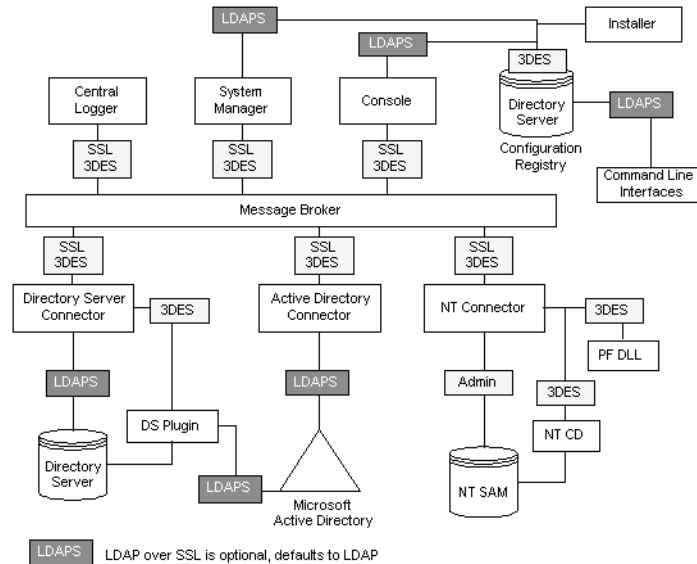 LDAPS
Installer
LDAPS
3DES
Central
Logger
System
Manager
Console
Directory
Server
LDAPS
Configuration
Registry
SSL
3DES
SSL
3DES
SSL
3DES
Command Line
Interfaces
Message Broker
SSL
3DES
SSL
3DES
SSL
3DES
Directory Server
Connector
3DES
Active Directory
Connector
NT Connector
3DES
PF DLL
LDAPS
LDAPS
Admin
3DES
DS Plugin
NT CD
Directory
Server
LDAPS
NT SAM
Microsoft
Active Directory
LDAPS
LDAP over SSL is optional, defaults to LDAP